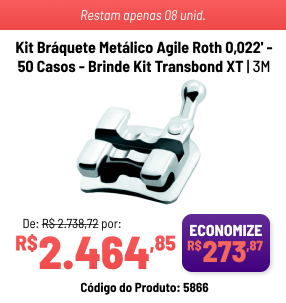 Restam apenas 08 unid.
Kit Bráquete Metálico Agile Roth 0,022' -
50 Casos - Brinde Kit Transbond XT | 3M
De: R$ 2.738,72 por:
R$2.464,85
ECONOMIZE
R$273,87
Código do Produto: 5866